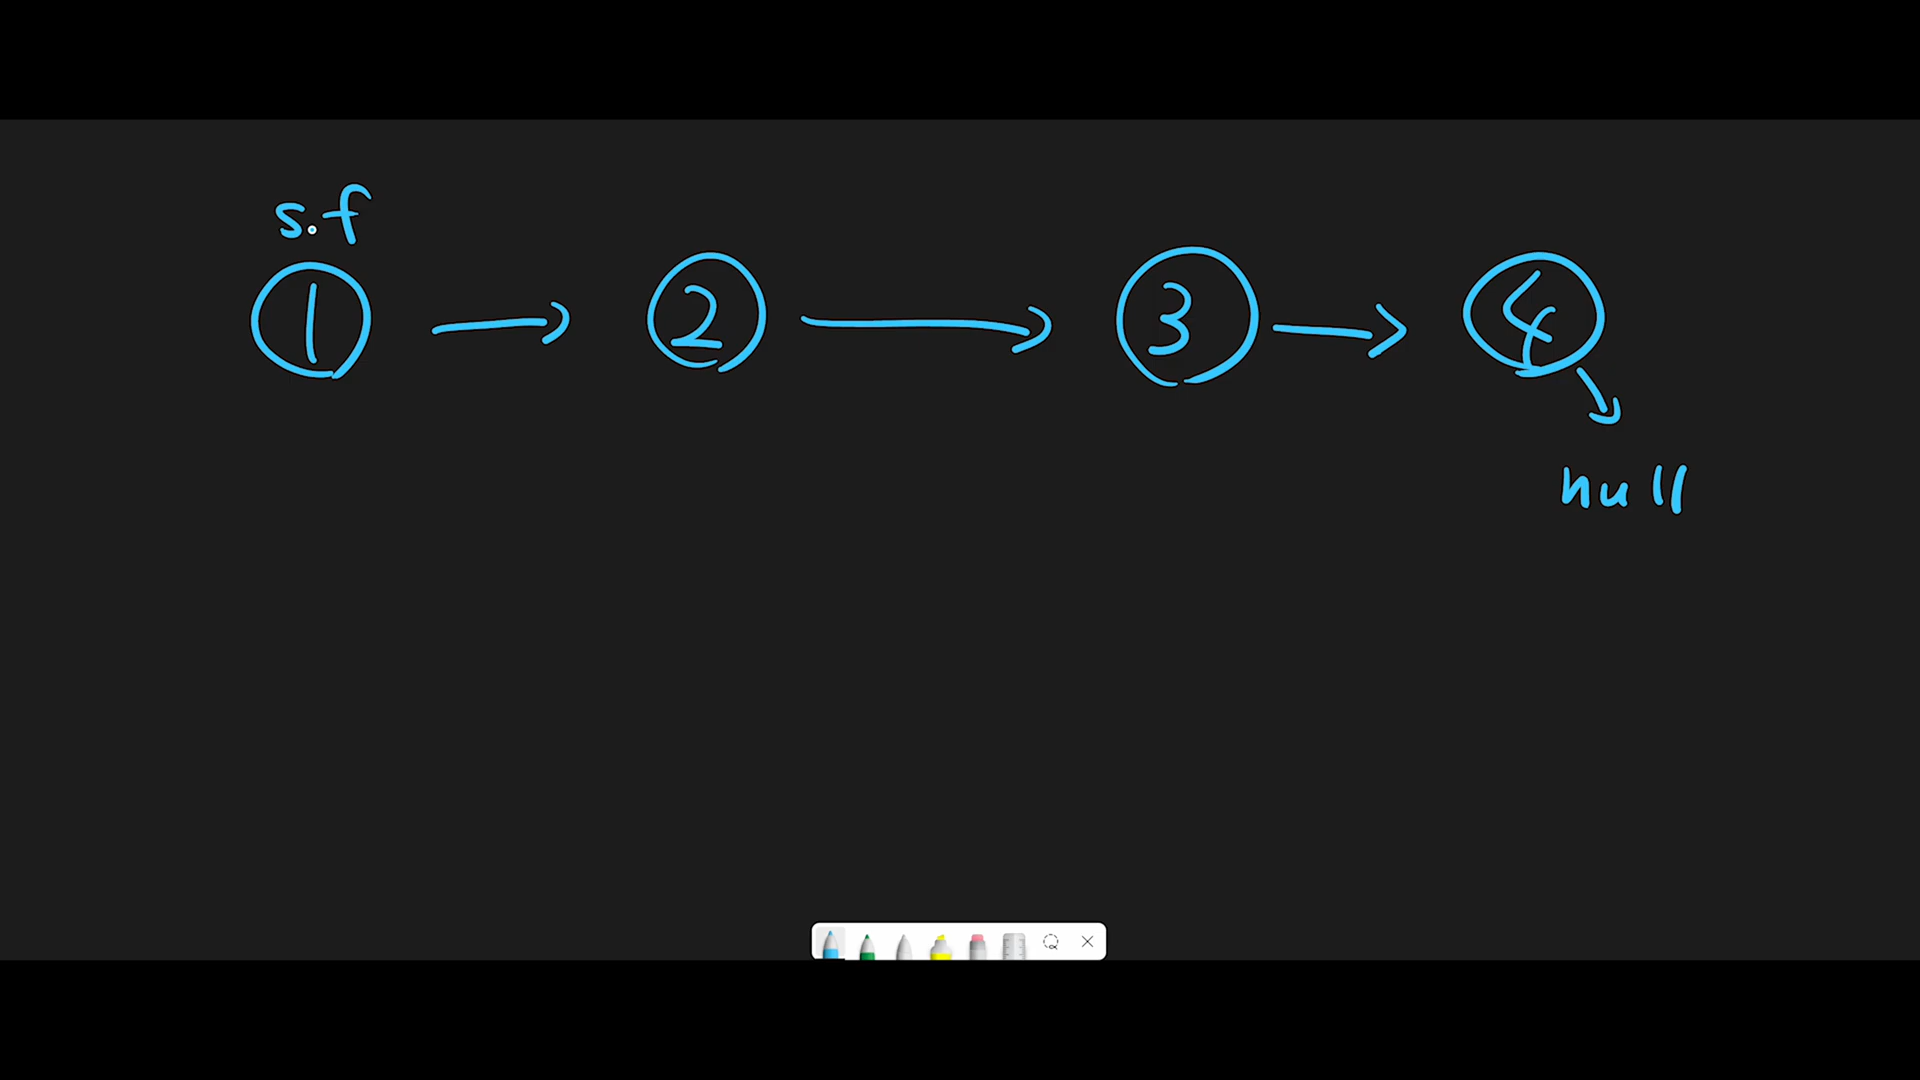 s.f
1 → 2 → 3 → 4
null